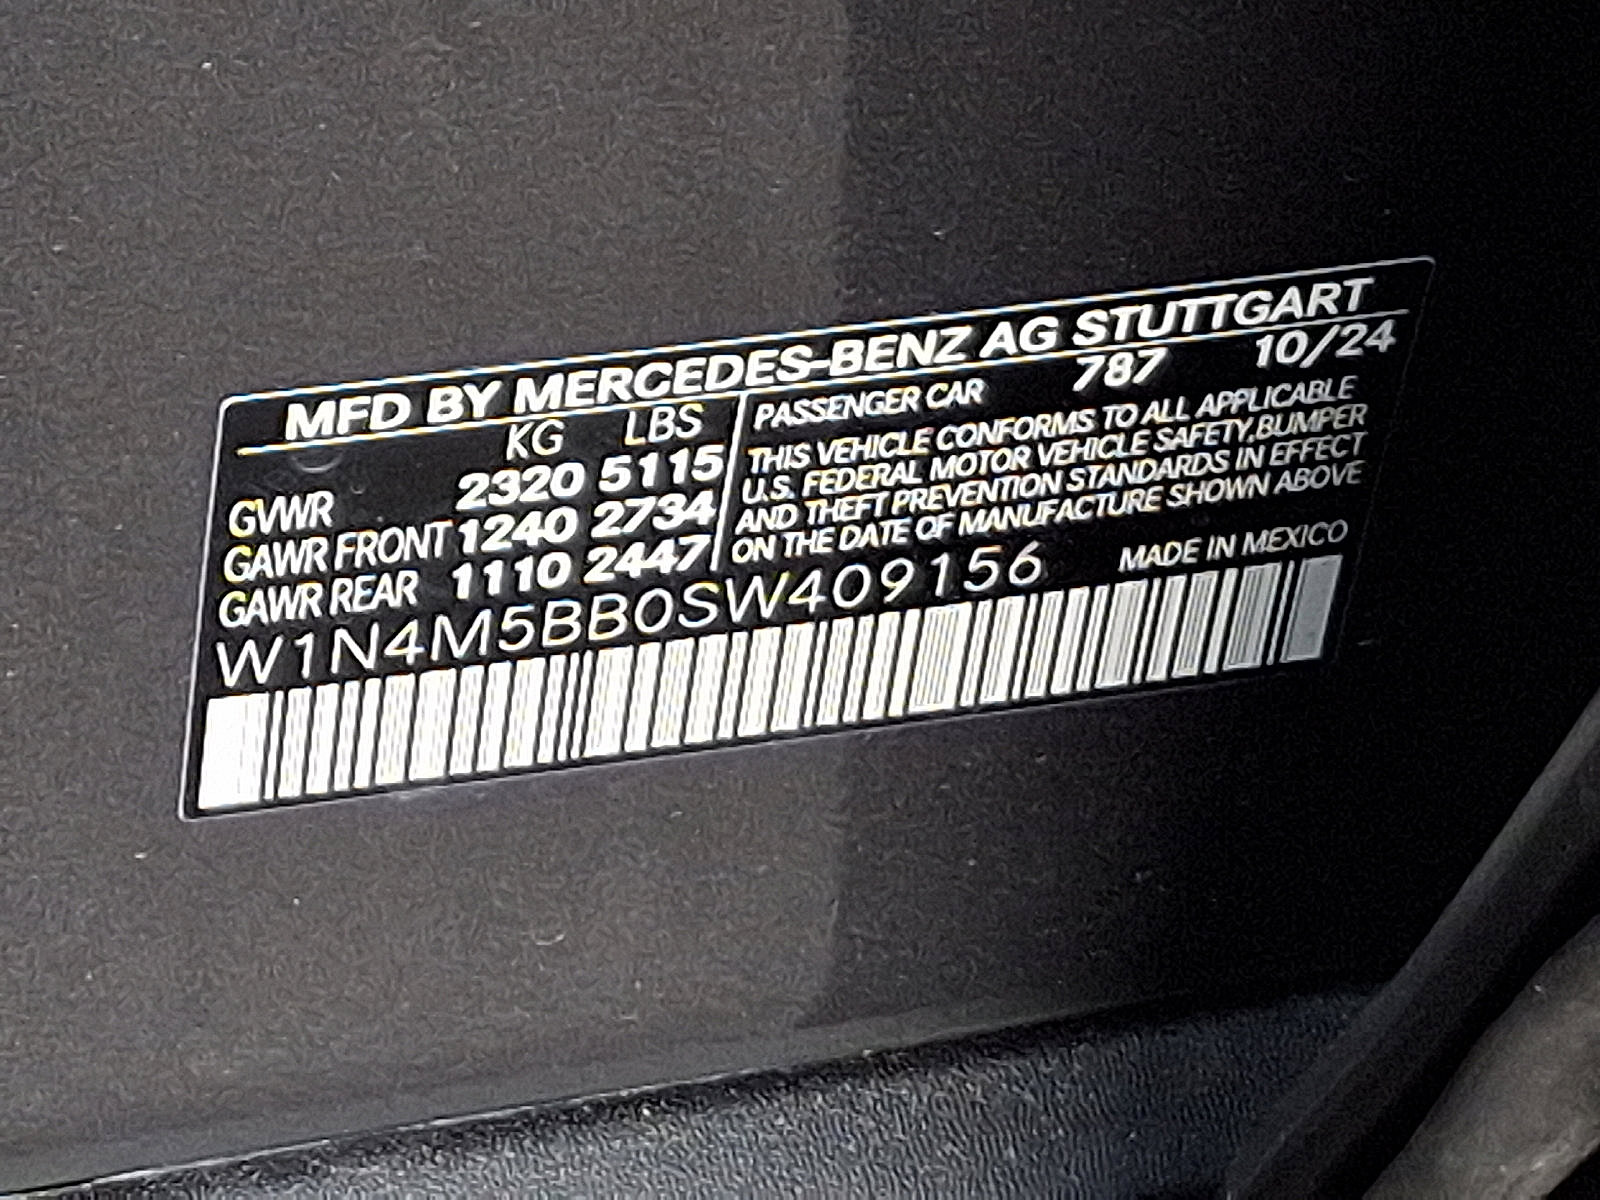 MFD BY MERCEDES-BENZ AG STUTTGART
KG LBS
GVWR 2320 5115
GAWR FRONT 1240 2734
GAWR REAR 1110 2447
PASSENGER CAR 787 10/24
THIS VEHICLE CONFORMS TO ALL APPLICABLE
U.S. FEDERAL MOTOR VEHICLE SAFETY,BUMPER
AND THEFT PREVENTION STANDARDS IN EFFECT
ON THE DATE OF MANUFACTURE SHOWN ABOVE
W1N4M5BB0SW409156 MADE IN MEXICO